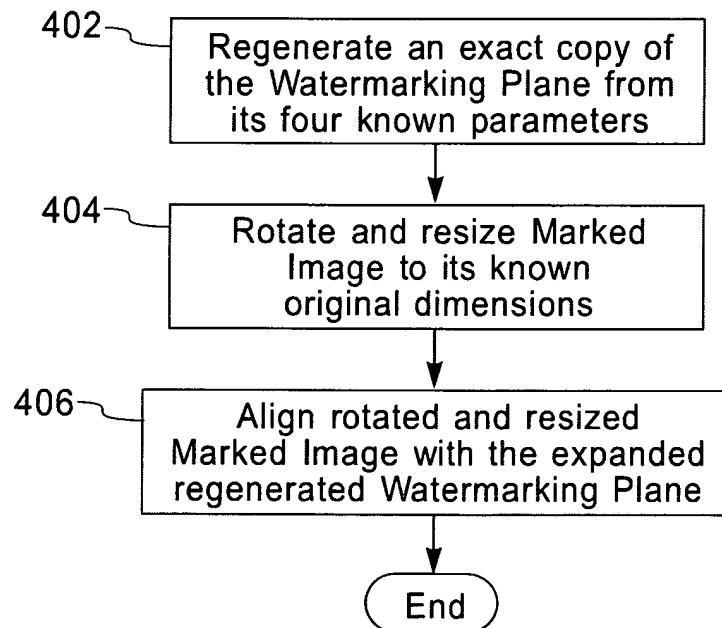 402
Regenerate an exact copy of
the Watermarking Plane from
its four known parameters
404
Rotate and resize Marked
Image to its known
original dimensions
406
Align rotated and resized
Marked Image with the expanded
regenerated Watermarking Plane
End